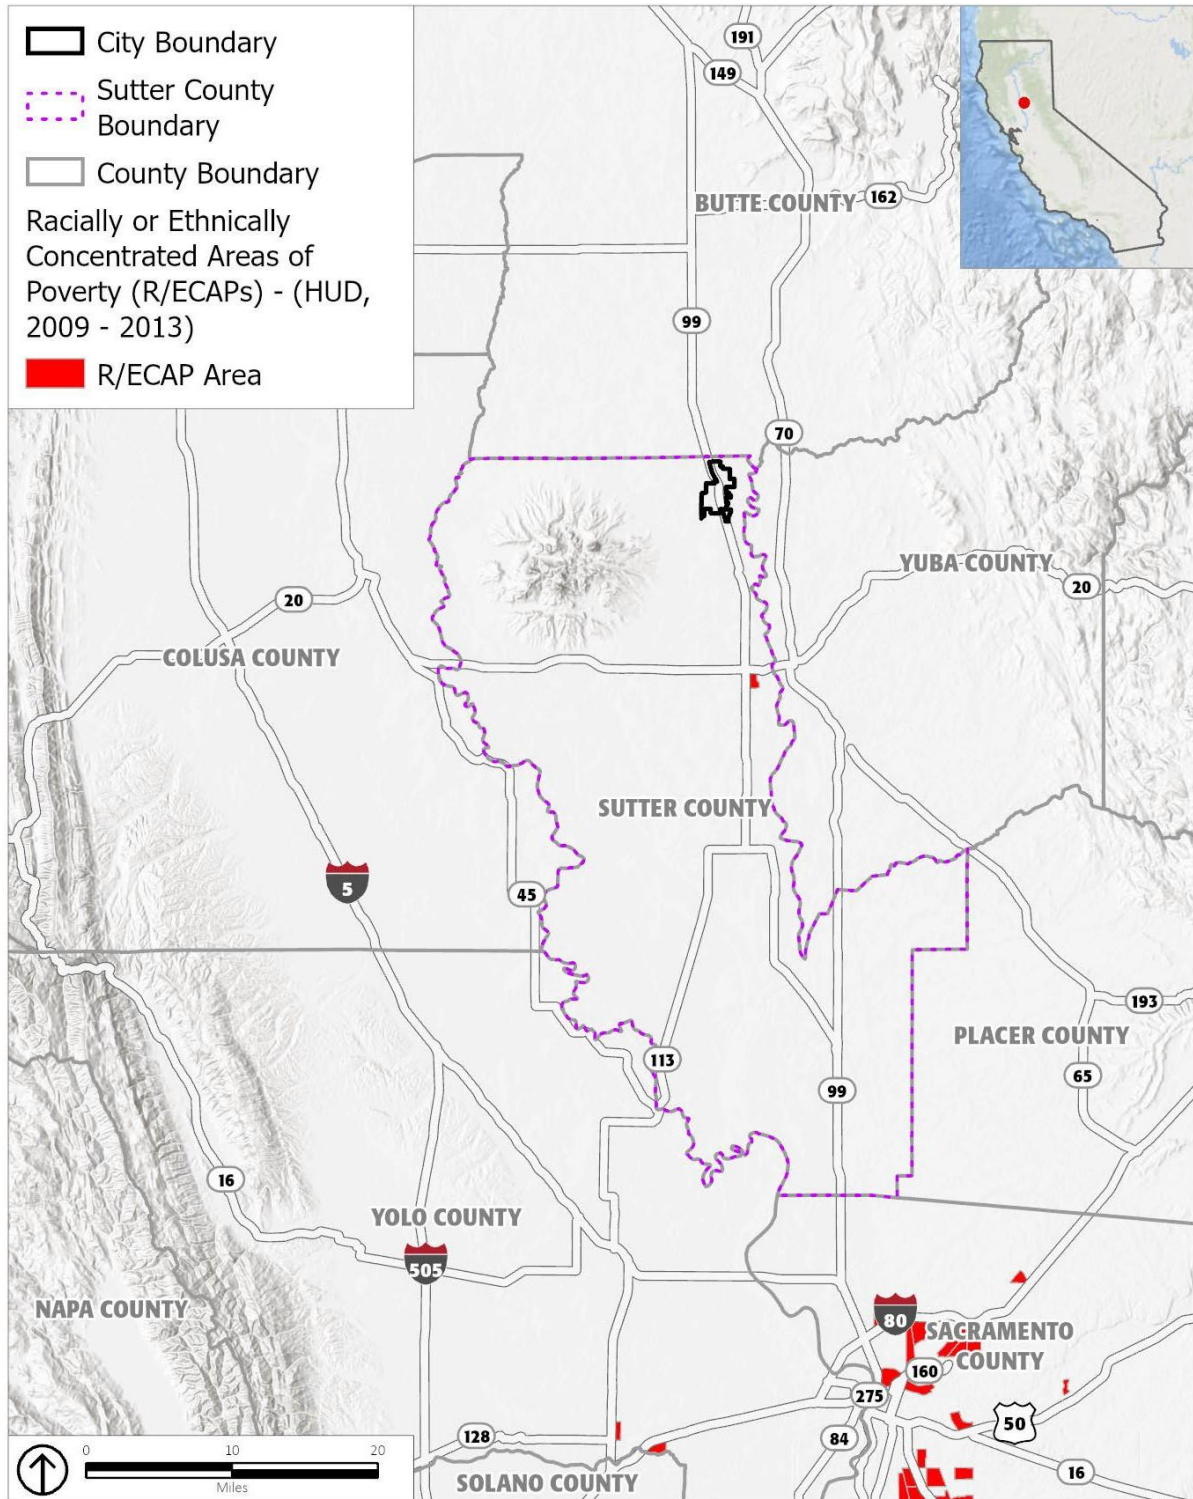 City Boundary
Sutter County
Boundary
County Boundary
Racially or Ethnically
Concentrated Areas of
Poverty (R/ECAPs) - (HUD,
2009 - 2013)
R/ECAP Area
191
149
BUTTE COUNTY
162
99
70
YUBA COUNTY
20
20
COLUSA COUNTY
SUTTER COUNTY
5
45
193
PLACER COUNTY
113
65
99
16
YOLO COUNTY
505
NAPA COUNTY
80
SACRAMENTO
COUNTY
160
275
50
128
84
16
SOLANO COUNTY
0 10 20
Miles